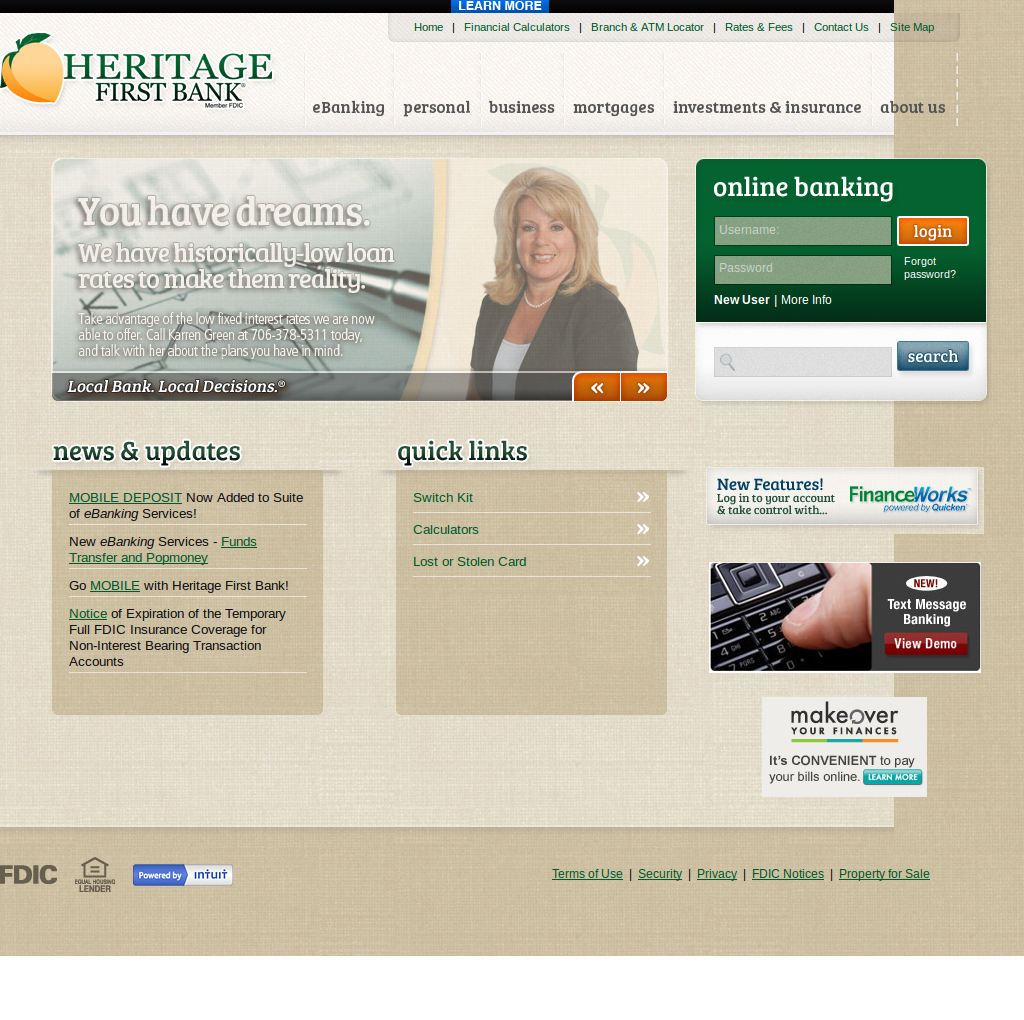 LEARN MORE
Home | Financial Calculators | Branch & ATM Locator | Rates & Fees | Contact Us | Site Map
HERITAGE
FIRST BANK®
Member FDIC
eBanking personal business mortgages investments & insurance about us
You have dreams.
We have historically-low loan
rates to make them reality.
Take advantage of the low fixed interest rates we are now
able to offer. Call Karren Green at 706-378-5311 today,
and talk with her about the plans you have in mind.
Local Bank. Local Decisions.®
« »
online banking
Username:
login
Password
Forgot
password?
New User | More Info
search
news & updates
MOBILE DEPOSIT Now Added to Suite
of eBanking Services!
New eBanking Services - Funds
Transfer and Popmoney
Go MOBILE with Heritage First Bank!
Notice of Expiration of the Temporary
Full FDIC Insurance Coverage for
Non-Interest Bearing Transaction
Accounts
quick links
Switch Kit »
Calculators »
Lost or Stolen Card »
New Features!
Log in to your account
& take control with...
FinanceWorks™
powered by Quicken
NEW!
Text Message
Banking
View Demo
makeover
YOUR FINANCES
It's CONVENIENT to pay
your bills online. LEARN MORE
FDIC
EQUAL HOUSING
LENDER
Powered by intuit
Terms of Use | Security | Privacy | FDIC Notices | Property for Sale